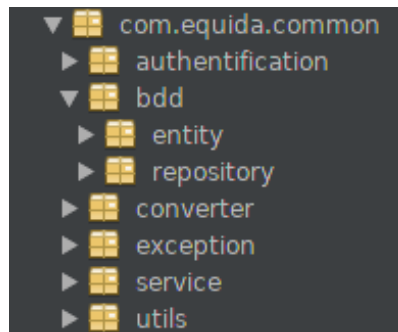 com.equida.common
authentification
bdd
entity
repository
converter
exception
service
utils